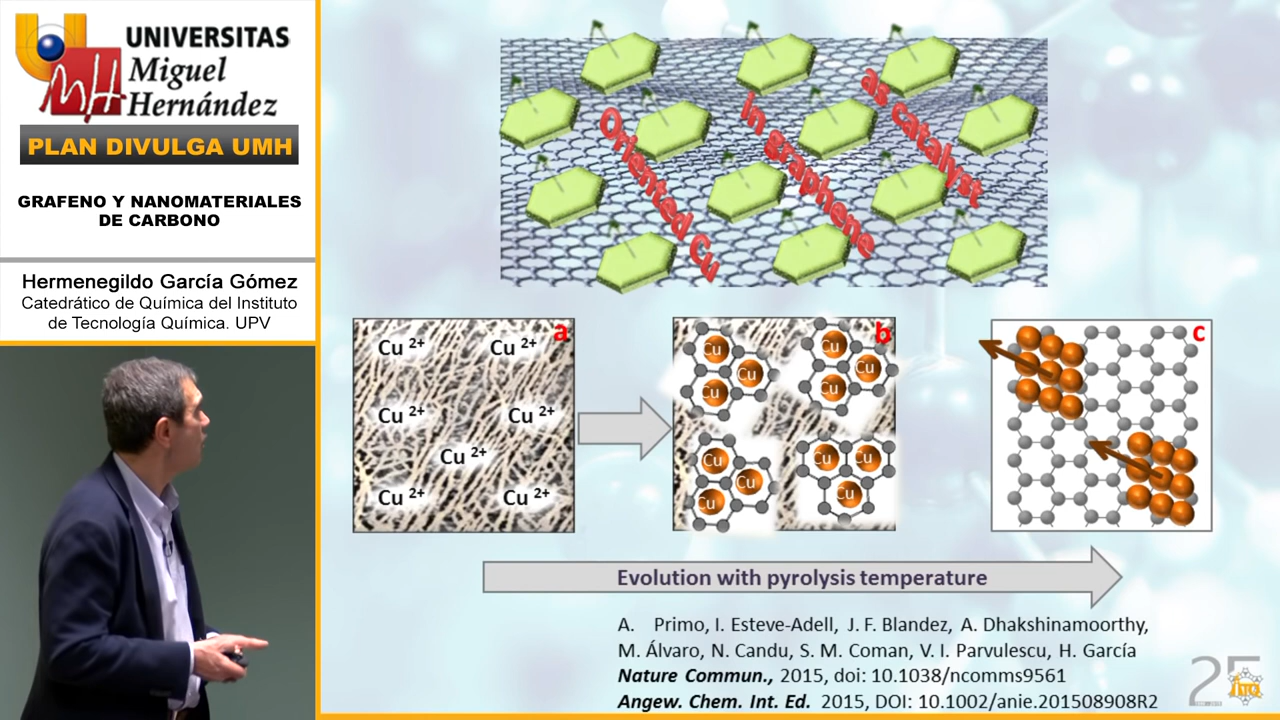 UNIVERSITAS
Miguel
Hernández
PLAN DIVULGA UMH
GRAFENO Y NANOMATERIALES
DE CARBONO
Hermenegildo García Gómez
Catedrático de Química del Instituto
de Tecnología Química. UPV
Oriented Cu
In graphene
as catalyst
a
Cu 2+
Cu 2+
Cu 2+
Cu 2+
Cu 2+
Cu 2+
Cu 2+
b
Cu
Cu
Cu
Cu
Cu
Cu
Cu
Cu
Cu
Cu
Cu
Cu
c
Evolution with pyrolysis temperature
A. Primo, I. Esteve-Adell, J. F. Blandez, A. Dhakshinamoorthy,
M. Álvaro, N. Candu, S. M. Coman, V. I. Parvulescu, H. García
Nature Commun., 2015, doi: 10.1038/ncomms9561
Angew. Chem. Int. Ed. 2015, DOI: 10.1002/anie.201508908R2
25
itq